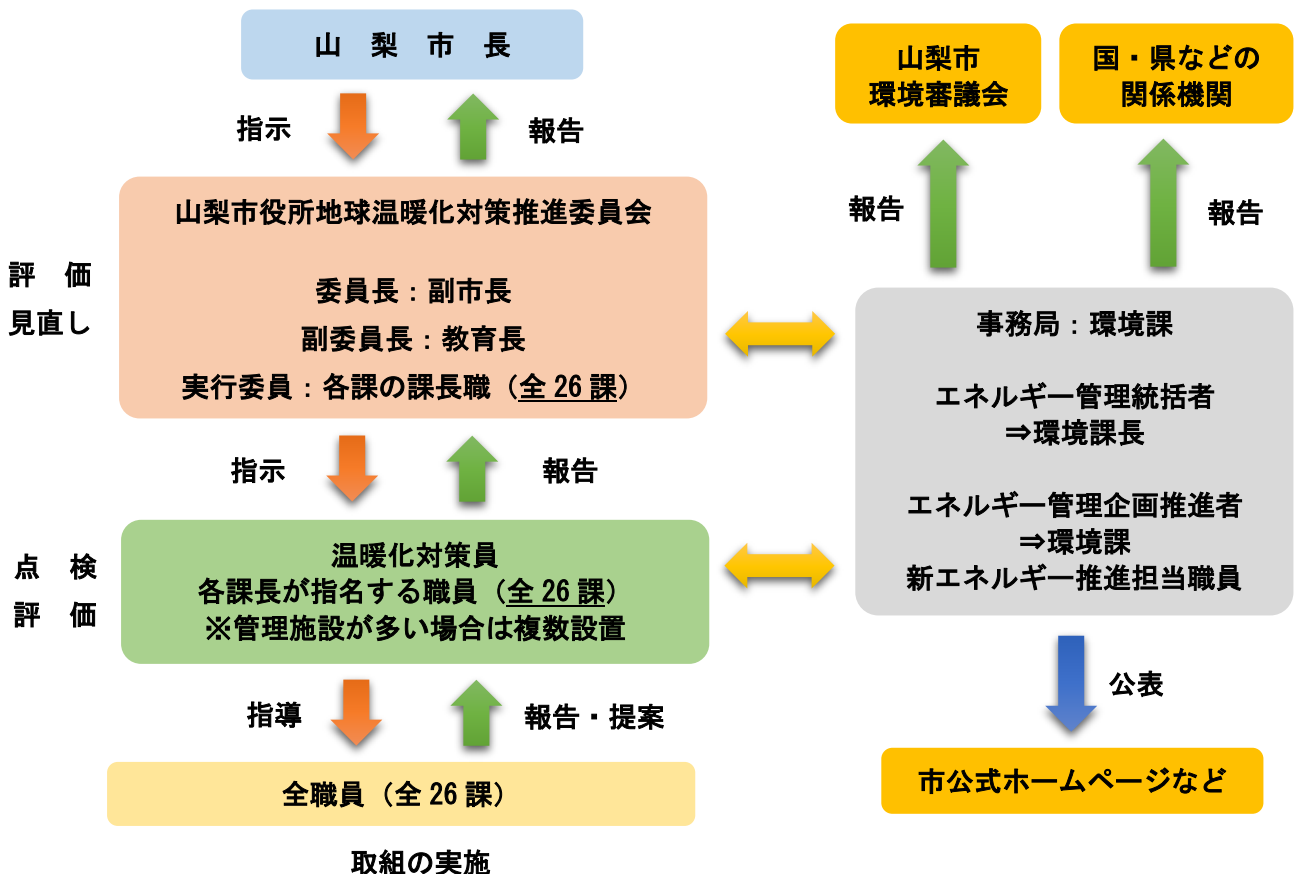 山　梨　市　長
指示
報告
山梨市役所地球温暖化対策推進委員会
委員長：副市長
副委員長：教育長
実行委員：各課の課長職（全 26 課）
評　価
見直し
指示
報告
温暖化対策員
各課長が指名する職員（全 26 課）
※管理施設が多い場合は複数設置
点　検
評　価
指導
報告・提案
全職員（全 26 課）
取組の実施
山梨市
環境審議会
国・県などの
関係機関
報告
報告
事務局：環境課
エネルギー管理統括者
⇒環境課長
エネルギー管理企画推進者
⇒環境課
新エネルギー推進担当職員
公表
市公式ホームページなど